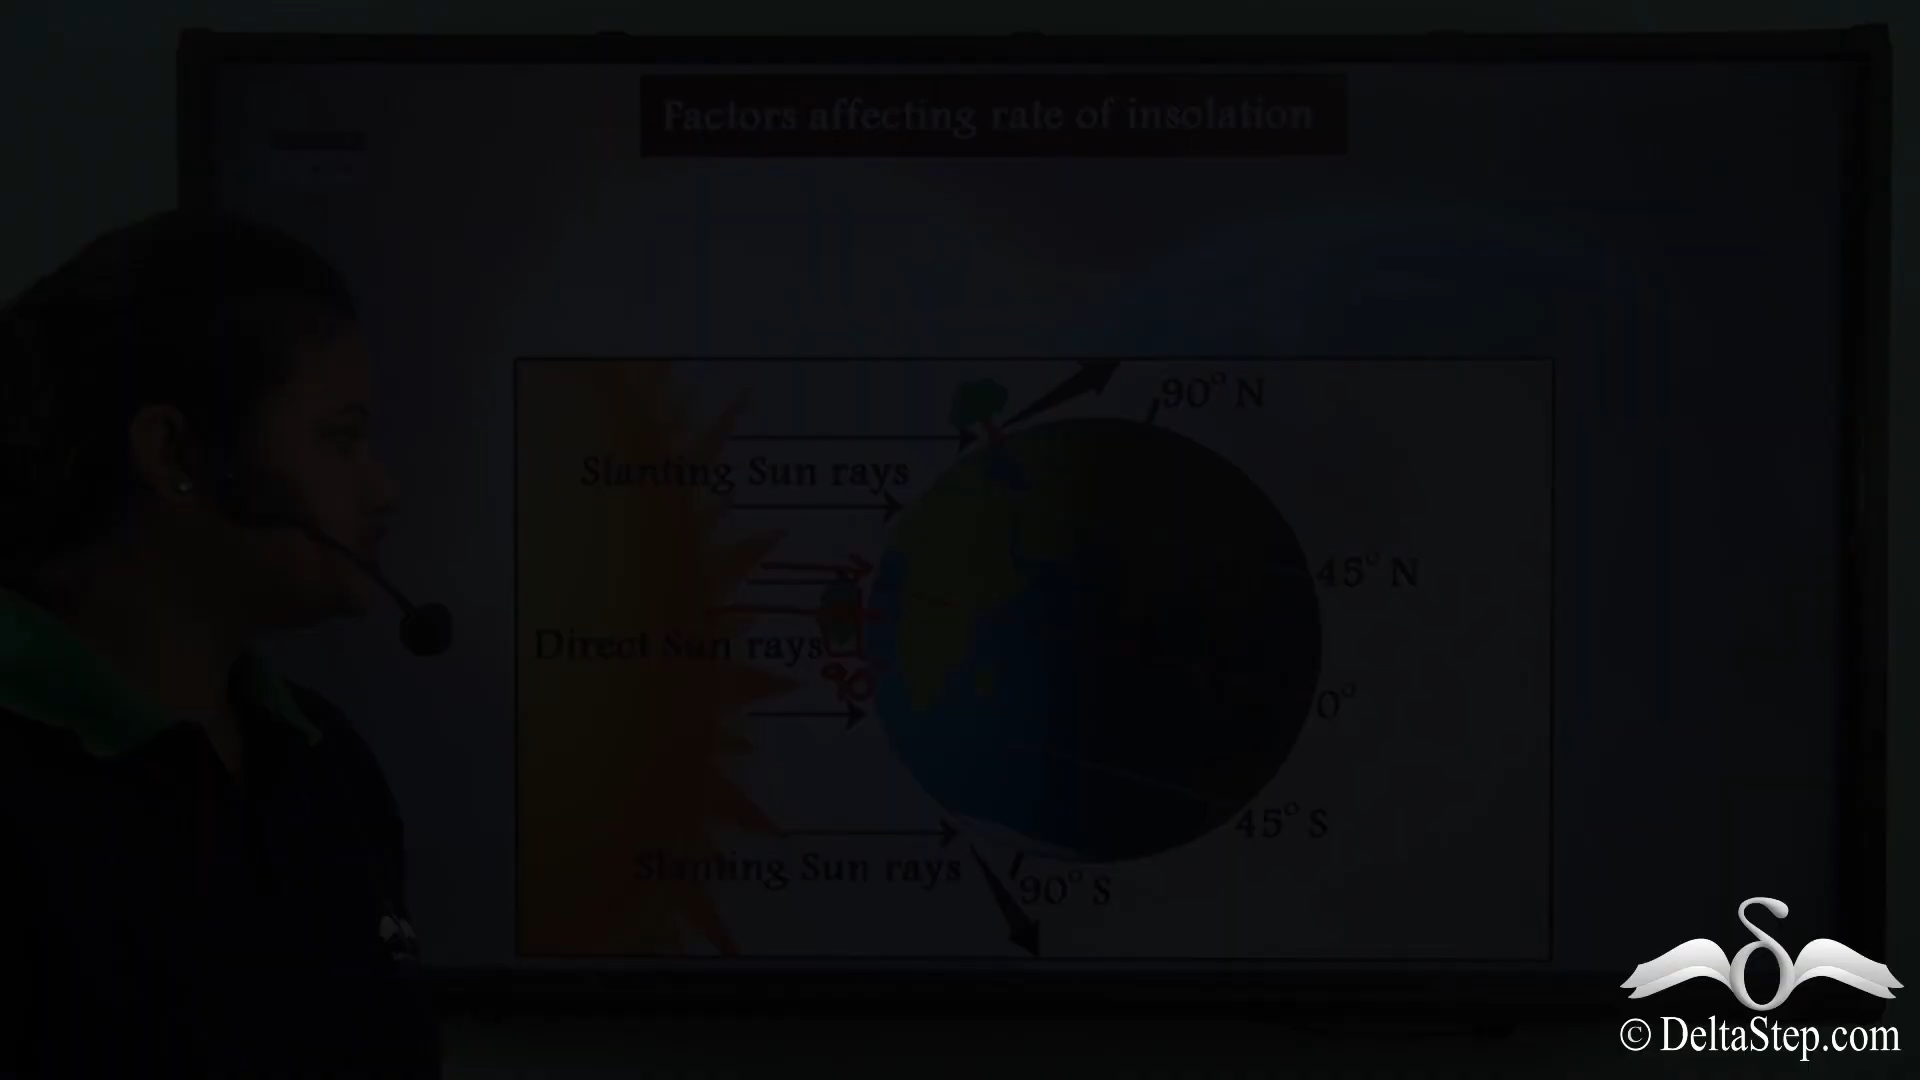 Factors affecting rate of insolation
90° N
Slanting Sun rays
45° N
Direct Sun rays
90
0°
45° S
Slanting Sun rays
90° S
© DeltaStep.com